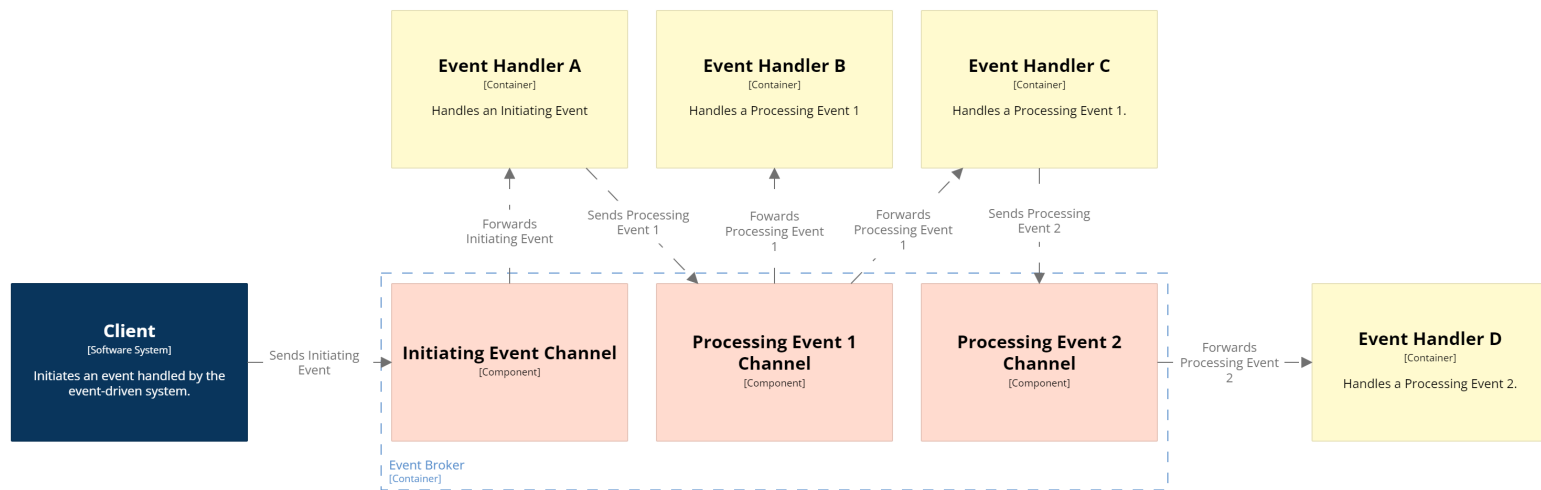 Event Handler A
[Container]
Handles an Initiating Event
Event Handler B
[Container]
Handles a Processing Event 1
Event Handler C
[Container]
Handles a Processing Event 1.
Forwards
Initiating Event
Sends Processing
Event 1
Fowards
Processing Event
1
Forwards
Processing Event
1
Sends Processing
Event 2
Client
[Software System]
Initiates an event handled by the
event-driven system.
Sends Initiating
Event
Initiating Event Channel
[Component]
Processing Event 1
Channel
[Component]
Processing Event 2
Channel
[Component]
Forwards
Processing Event
2
Event Handler D
[Container]
Handles a Processing Event 2.
Event Broker
[Container]